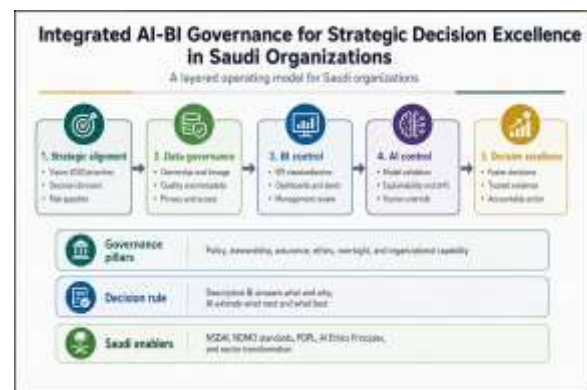 Integrated AI-BI Governance for Strategic Decision Excellence
in Saudi Organizations
A layered operating model for Saudi organizations
1. Strategic alignment
• Vision 2030 priorities
• Decision domains
• Risk appetite
2. Data governance
• Ownership and lineage
• Quality and metadata
• Privacy and access
3. BI control
• KPI standardization
• Dashboards and alerts
• Management review
4. AI control
• Model validation
• Explainability and
• Human override
5. Decision excellence
• Faster decisions
• Trusted evidence
• Accountable action
Governance
pillars
Policy, stewardship, assurance, ethics, oversight, and organizational capability
Decision rule
Descriptive BI answers what and why;
AI extends what next and what best
Saudi enablers
NSDAI, NDMO standards, PDPL, AI Ethics Principles,
and sector transformation